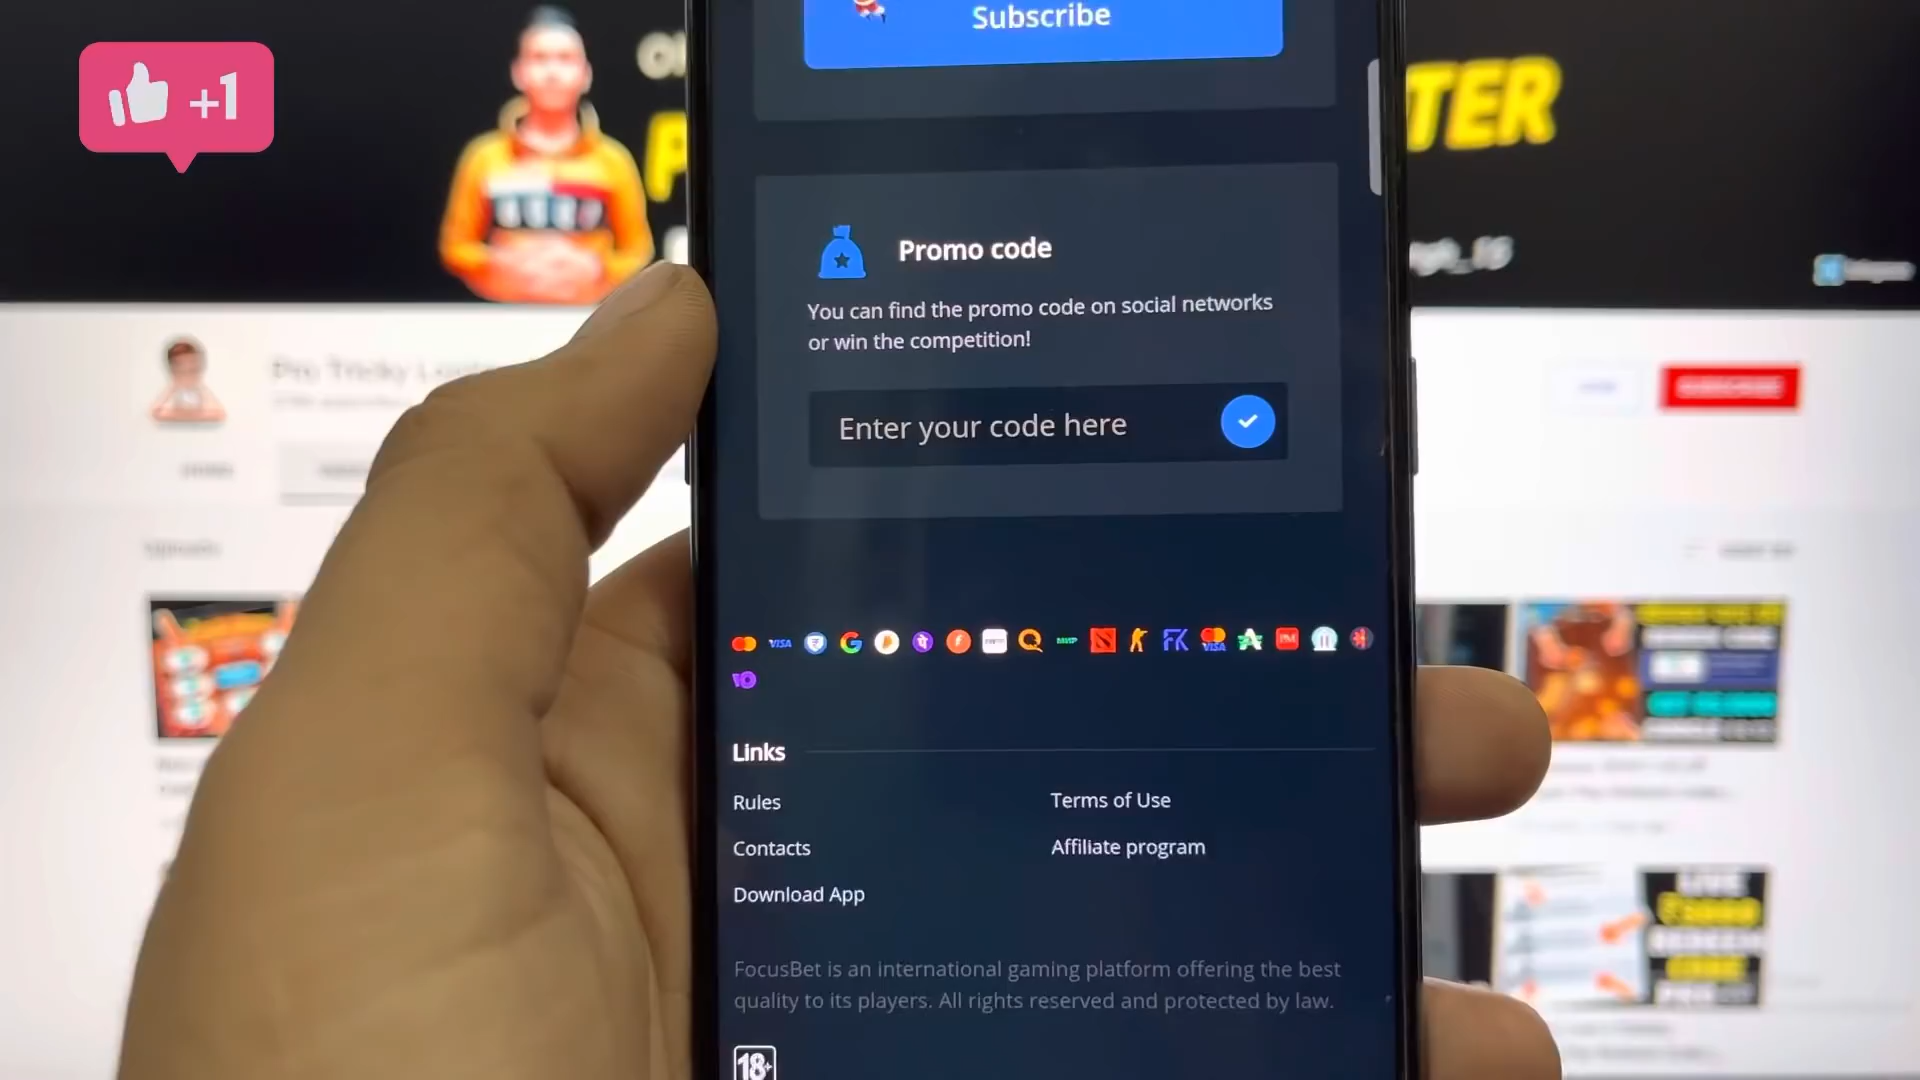 +1
TER
Subscribe
Promo code
You can find the promo code on social networks
or win the competition!
Enter your code here
VISA
Links
Rules
Terms of Use
Contacts
Affiliate program
Download App
FocusBet is an international gaming platform offering the best
quality to its players. All rights reserved and protected by law.
18+